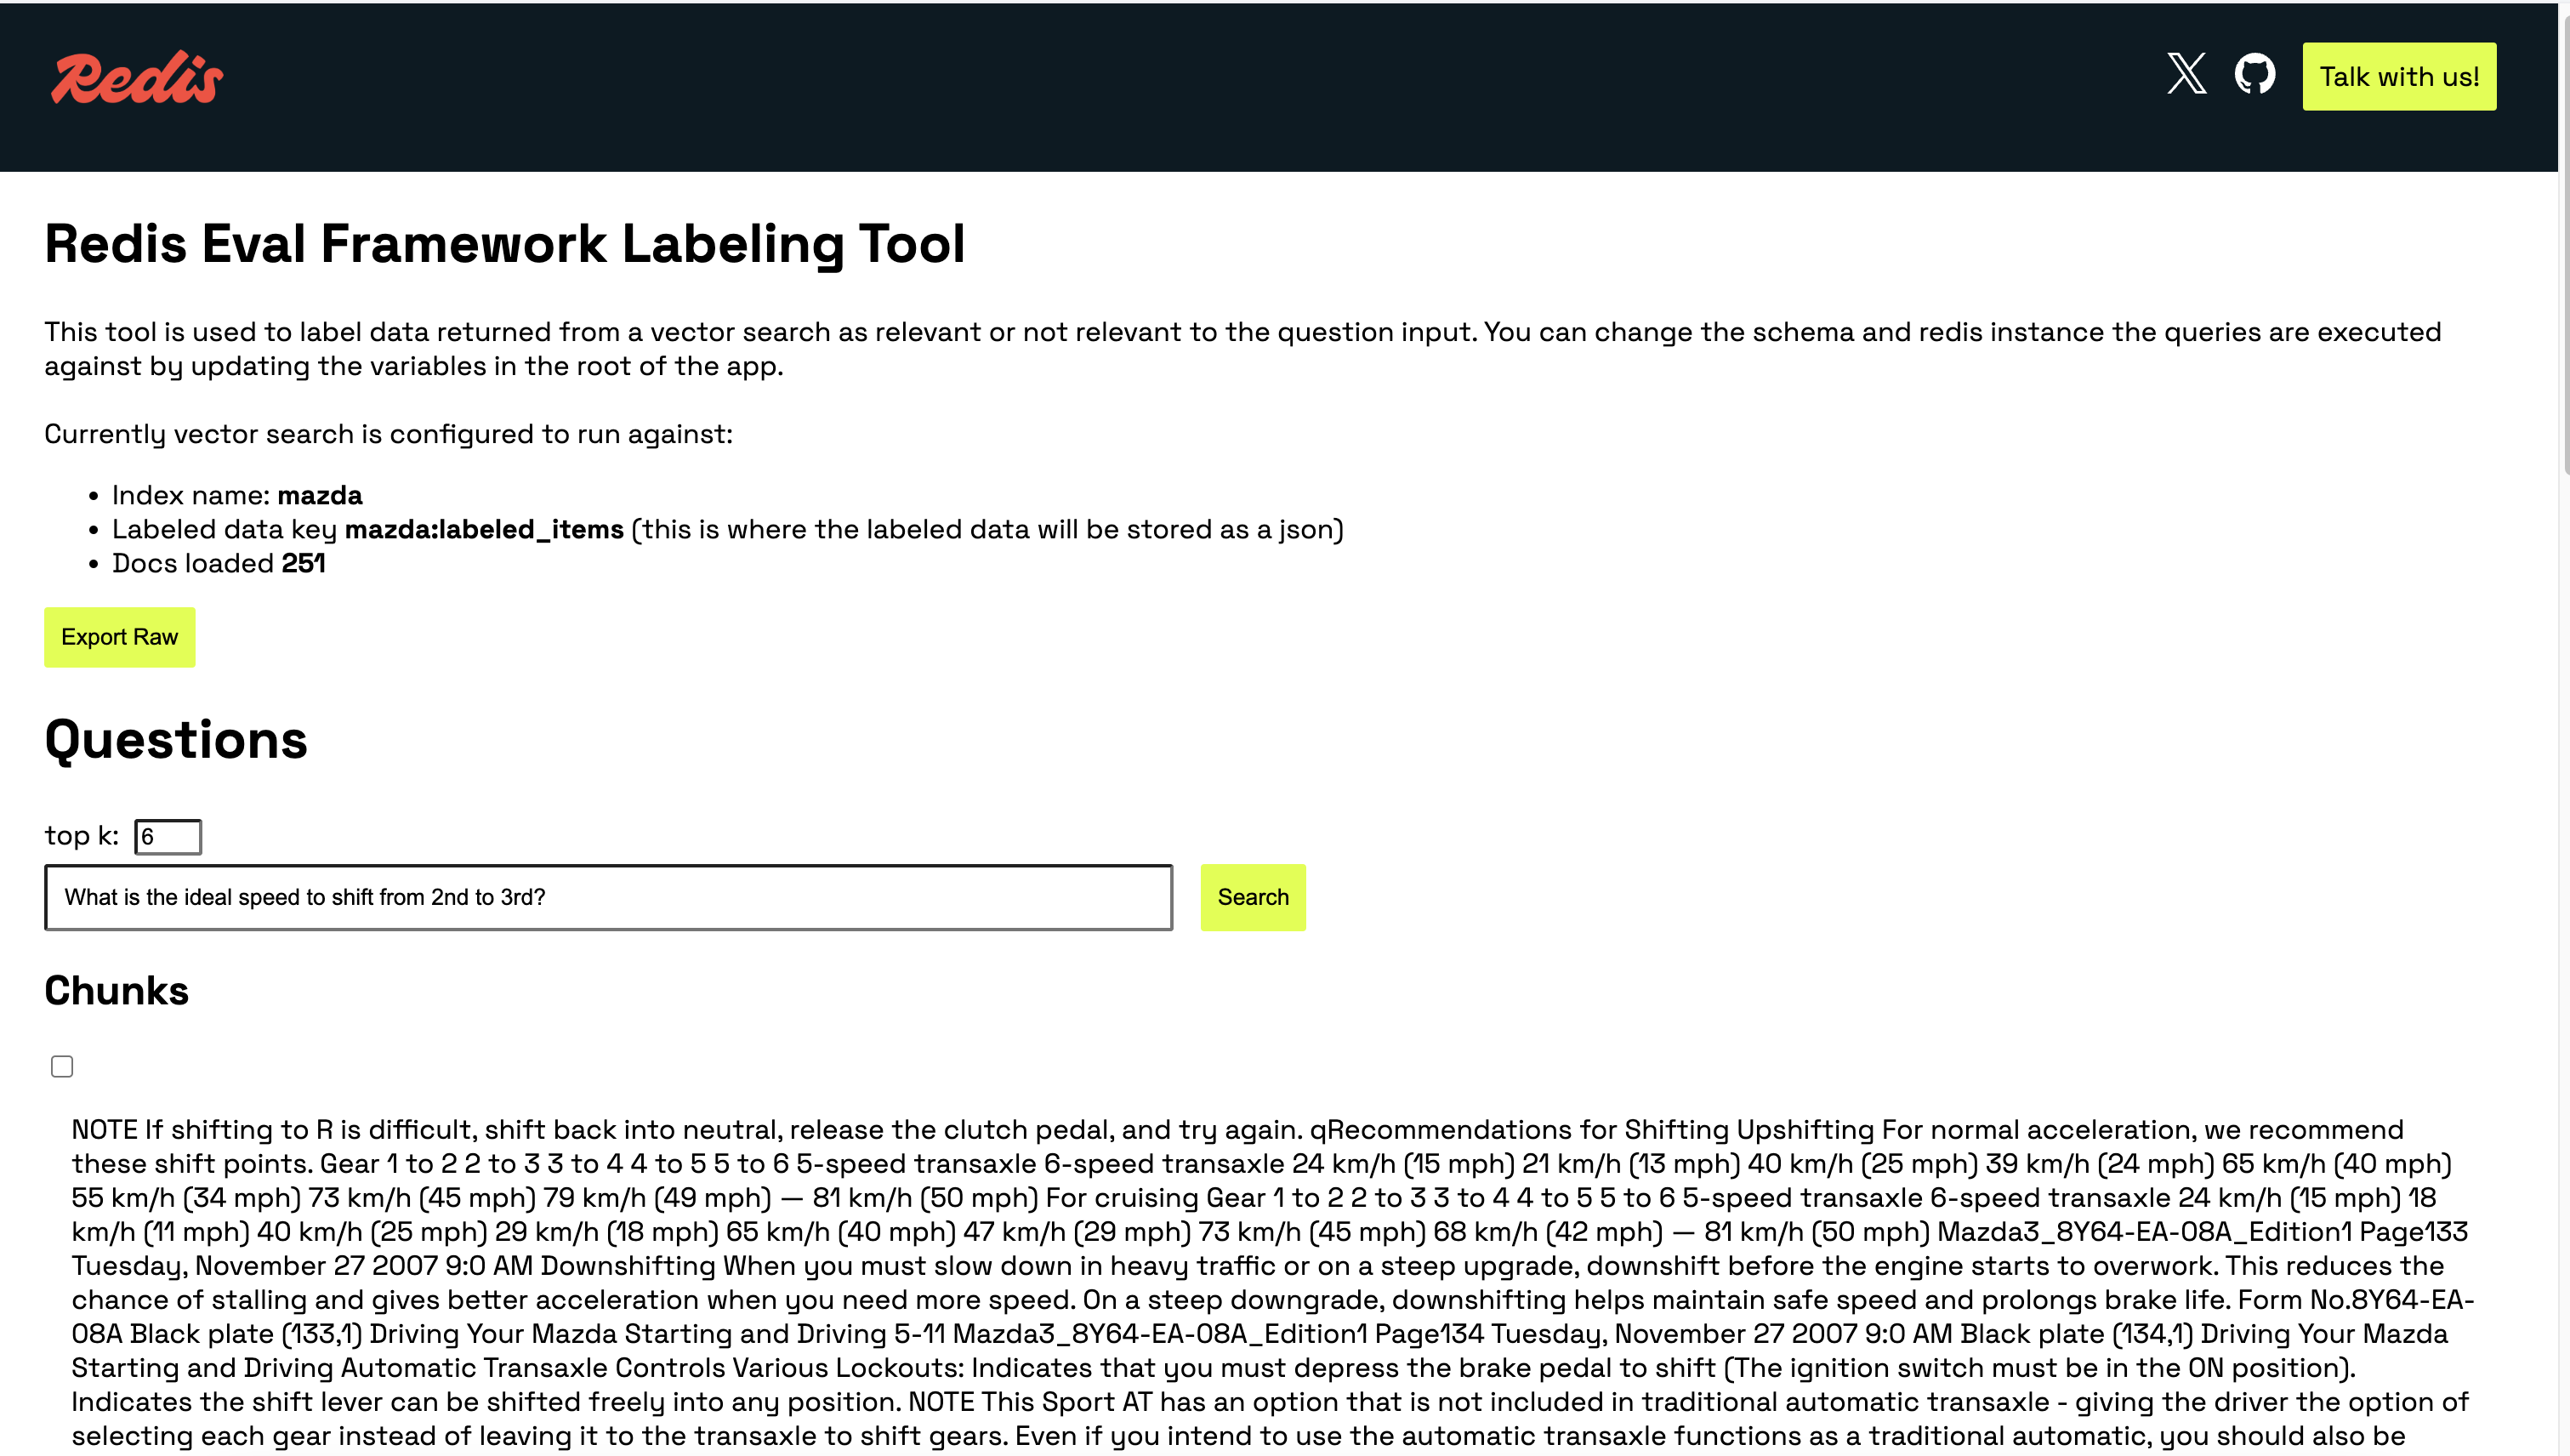 Redis
Talk with us!
Redis Eval Framework Labeling Tool
This tool is used to label data returned from a vector search as relevant or not relevant to the question input. You can change the schema and redis instance the queries are executed
against by updating the variables in the root of the app.
Currently vector search is configured to run against:
• Index name: mazda
• Labeled data key mazda:labeled_items (this is where the labeled data will be stored as a json)
• Docs loaded 251
Export Raw
Questions
top k: 6
What is the ideal speed to shift from 2nd to 3rd?
Search
Chunks
NOTE If shifting to R is difficult, shift back into neutral, release the clutch pedal, and try again. qRecommendations for Shifting Upshifting For normal acceleration, we recommend
these shift points. Gear 1 to 2 2 to 3 3 to 4 4 to 5 5 to 6 5-speed transaxle 6-speed transaxle 24 km/h (15 mph) 21 km/h (13 mph) 40 km/h (25 mph) 39 km/h (24 mph) 65 km/h (40 mph)
55 km/h (34 mph) 73 km/h (45 mph) 79 km/h (49 mph) — 81 km/h (50 mph) For cruising Gear 1 to 2 2 to 3 3 to 4 4 to 5 5 to 6 5-speed transaxle 6-speed transaxle 24 km/h (15 mph) 18
km/h (11 mph) 40 km/h (25 mph) 29 km/h (18 mph) 65 km/h (40 mph) 47 km/h (29 mph) 73 km/h (45 mph) 68 km/h (42 mph) — 81 km/h (50 mph) Mazda3_8Y64-EA-08A_Edition1 Page133
Tuesday, November 27 2007 9:0 AM Downshifting When you must slow down in heavy traffic or on a steep upgrade, downshift before the engine starts to overwork. This reduces the
chance of stalling and gives better acceleration when you need more speed. On a steep downgrade, downshifting helps maintain safe speed and prolongs brake life. Form No.8Y64-EA-
08A Black plate (133,1) Driving Your Mazda Starting and Driving 5-11 Mazda3_8Y64-EA-08A_Edition1 Page134 Tuesday, November 27 2007 9:0 AM Black plate (134,1) Driving Your Mazda
Starting and Driving Automatic Transaxle Controls Various Lockouts: Indicates that you must depress the brake pedal to shift (The ignition switch must be in the ON position).
Indicates the shift lever can be shifted freely into any position. NOTE This Sport AT has an option that is not included in traditional automatic transaxle - giving the driver the option of
selecting each gear instead of leaving it to the transaxle to shift gears. Even if you intend to use the automatic transaxle functions as a traditional automatic, you should also be